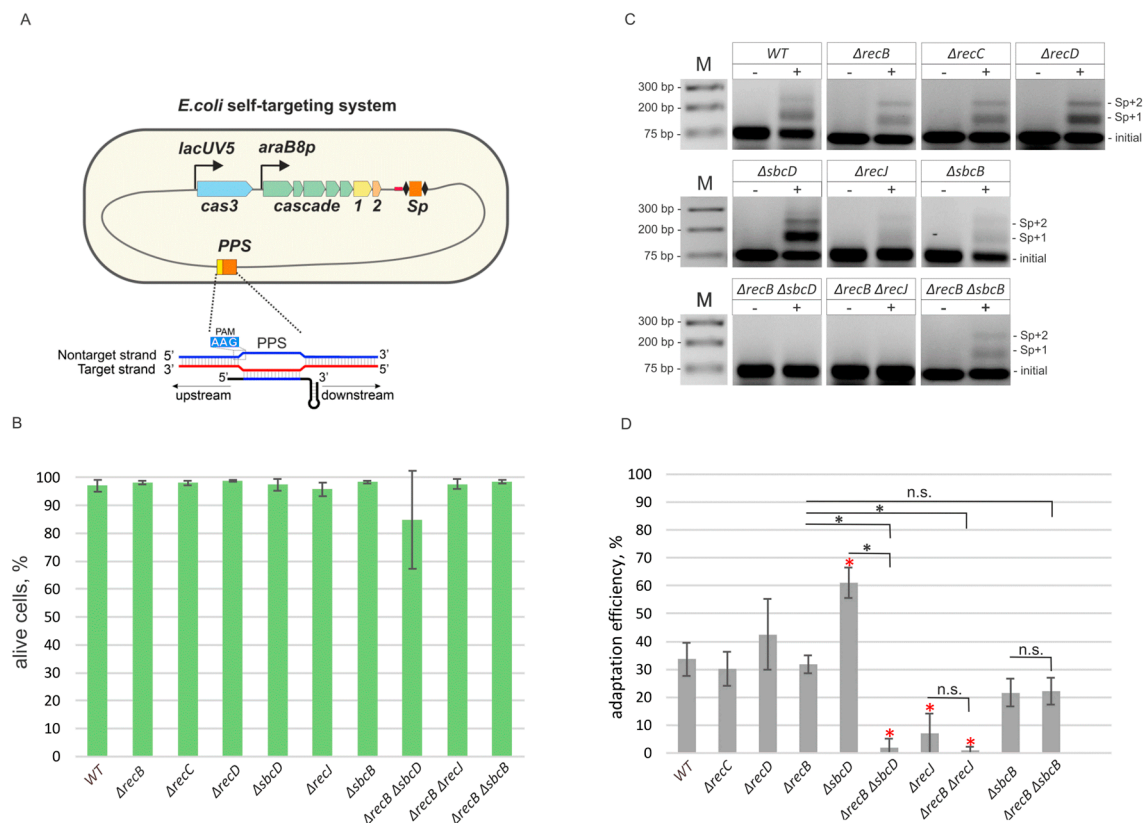 A
E.coli self-targeting system
lacUV5 araB8p
cas3 cascade 1 2 Sp
PPS
PAM
AAG PPS
Nontarget strand 5' 3'
Target strand 3' 5'
5' 3'
upstream downstream
B
alive cells, %
100
90
80
70
60
50
40
30
20
10
0
WT ΔrecB ΔrecC ΔrecD ΔsbcD ΔrecJ ΔsbcB ΔrecB ΔsbcD ΔrecB ΔrecJ ΔrecB ΔsbcB
C
M WT ΔrecB ΔrecC ΔrecD
- + - + - + - +
300 bp
200 bp - Sp+2
- Sp+1
75 bp - initial
M ΔsbcD ΔrecJ ΔsbcB
- + - + - +
300 bp
200 bp - Sp+2
- Sp+1
75 bp - initial
M ΔrecB ΔsbcD ΔrecB ΔrecJ ΔrecB ΔsbcB
- + - + - +
300 bp
200 bp - Sp+2
- Sp+1
75 bp - initial
D
adaptation efficiency, %
100
90
80
70
60
50
40
30
20
10
0
n.s.
*
*
*
*
n.s.
n.s.
*
*
*
WT ΔrecC ΔrecD ΔrecB ΔsbcD ΔrecB ΔsbcD ΔrecJ ΔrecB ΔrecJ ΔsbcB ΔrecB ΔsbcB